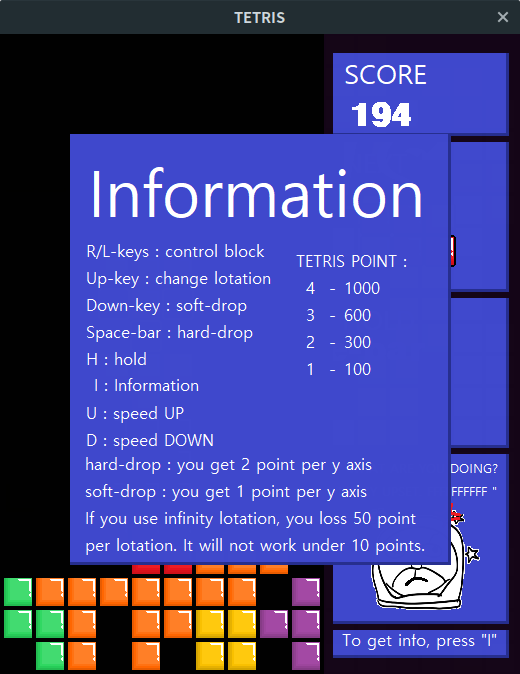 TETRIS
SCORE
194
Information
R/L-keys : control block
Up-key : change lotation
Down-key : soft-drop
Space-bar : hard-drop
H : hold
I : Information
U : speed UP
D : speed DOWN
TETRIS POINT :
4 - 1000
3 - 600
2 - 300
1 - 100
hard-drop : you get 2 point per y axis
soft-drop : you get 1 point per y axis
If you use infinity lotation, you loss 50 point
per lotation. It will not work under 10 points.
DOING?
FFFFFF "
To get info, press "I"